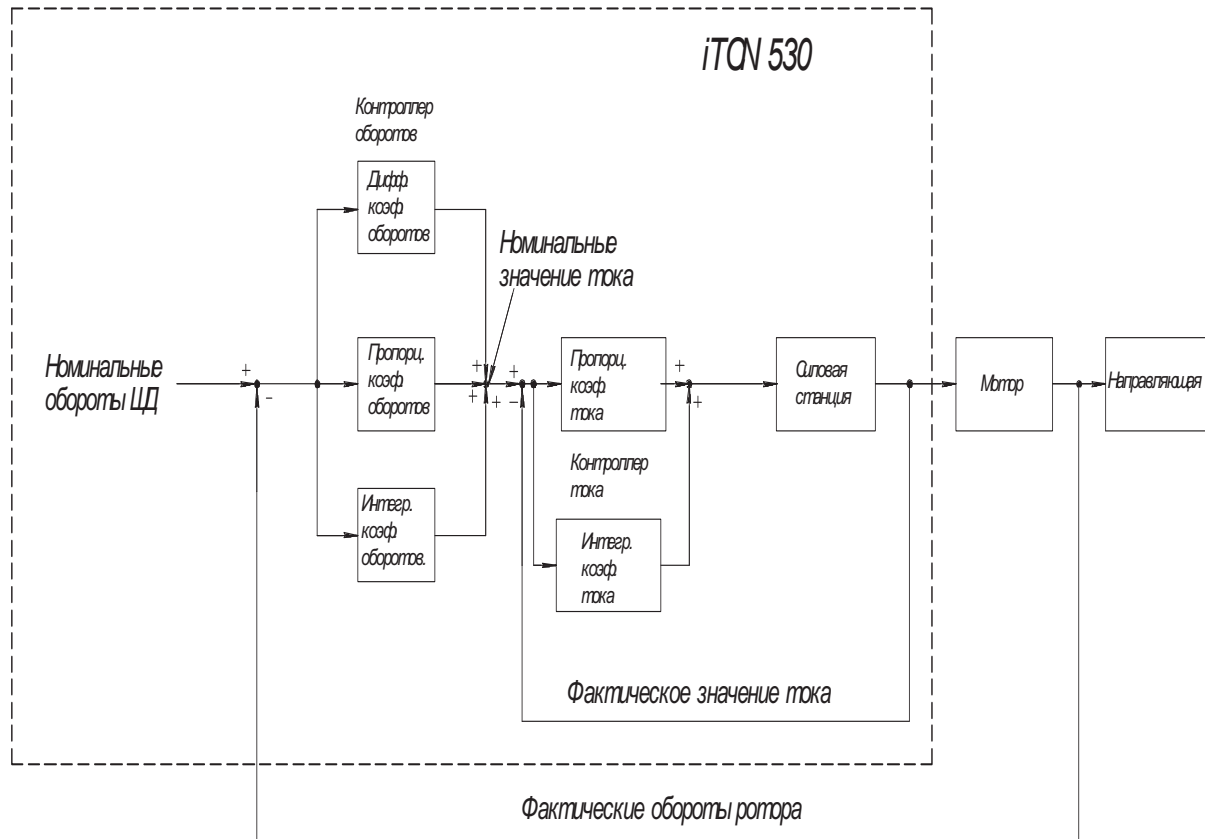 iTCN 530
Контроллер
оборотов
Дифф.
коэф.
оборотов
Номинальные
значение тока
Номинальные
обороты ШД
+
-
Пропорц.
коэф.
оборотов
+
+
+
+
-
Пропорц.
коэф.
тока
+
+
Силовая
станция
Мотор
Направляющая
Контроллер
тока
Интегр.
коэф.
оборотов.
Интегр.
коэф.
тока
Фактическое значение тока
Фактические обороты ротора